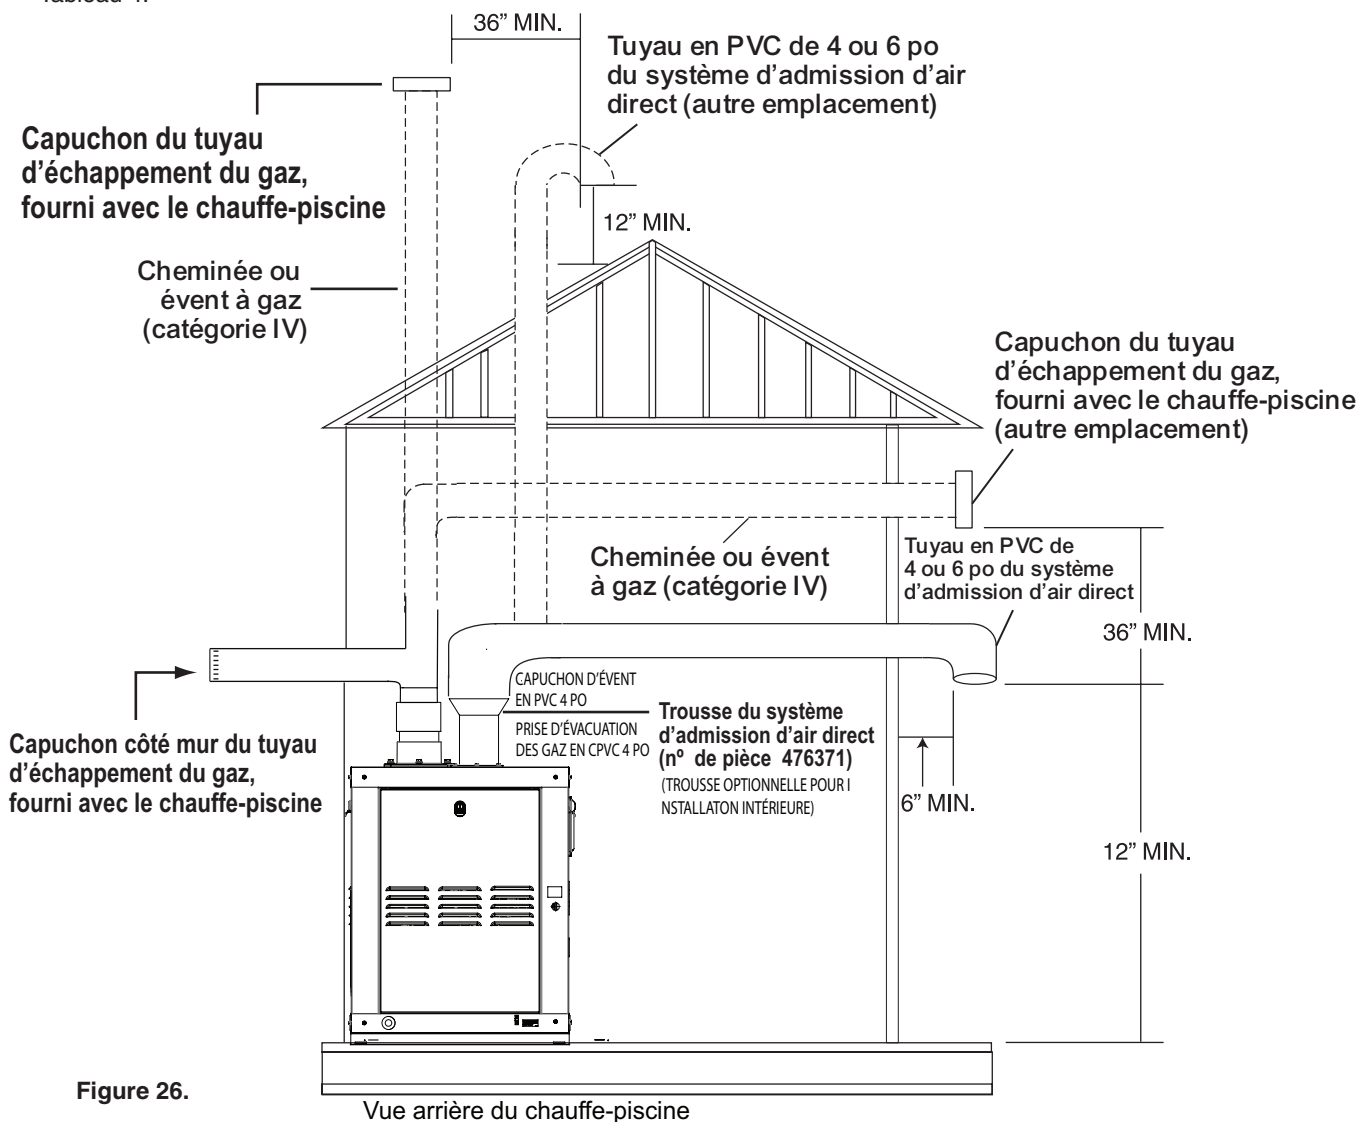 Tableau 4.
36” MIN.
Tuyau en PVC de 4 ou 6 po
du système d’admission d’air
direct (autre emplacement)
Capuchon du tuyau
d’échappement du gaz,
fourni avec le chauffe-piscine
12” MIN.
Cheminée ou
évent à gaz
(catégorie IV)
Capuchon du tuyau
d’échappement du gaz,
fourni avec le chauffe-piscine
(autre emplacement)
Cheminée ou évent
à gaz (catégorie IV)
Tuyau en PVC de
4 ou 6 po du système
d’admission d’air direct
36” MIN.
CAPUCHON D’ÉVENT
EN PVC 4 PO
PRISE D’ÉVACUATION
DES GAZ EN CPVC 4 PO
Trousse du système
d’admission d’air direct
(nº de pièce 476371)
(TROUSSE OPTIONNELLE POUR I
NSTALLATON INTÉRIEURE)
Capuchon côté mur du tuyau
d’échappement du gaz,
fourni avec le chauffe-piscine
6” MIN.
12” MIN.
Figure 26.
Vue arrière du chauffe-piscine